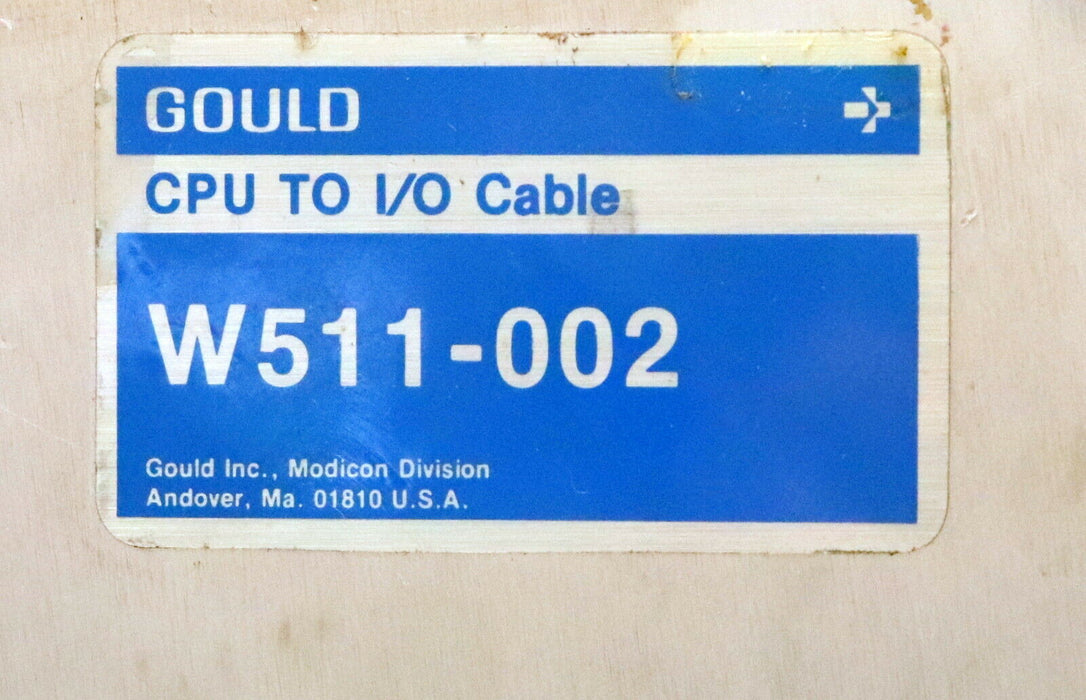 GOULD
CPU TO I/O Cable
W511-002
Gould Inc., Modicon Division
Andover, Ma. 01810 U.S.A.